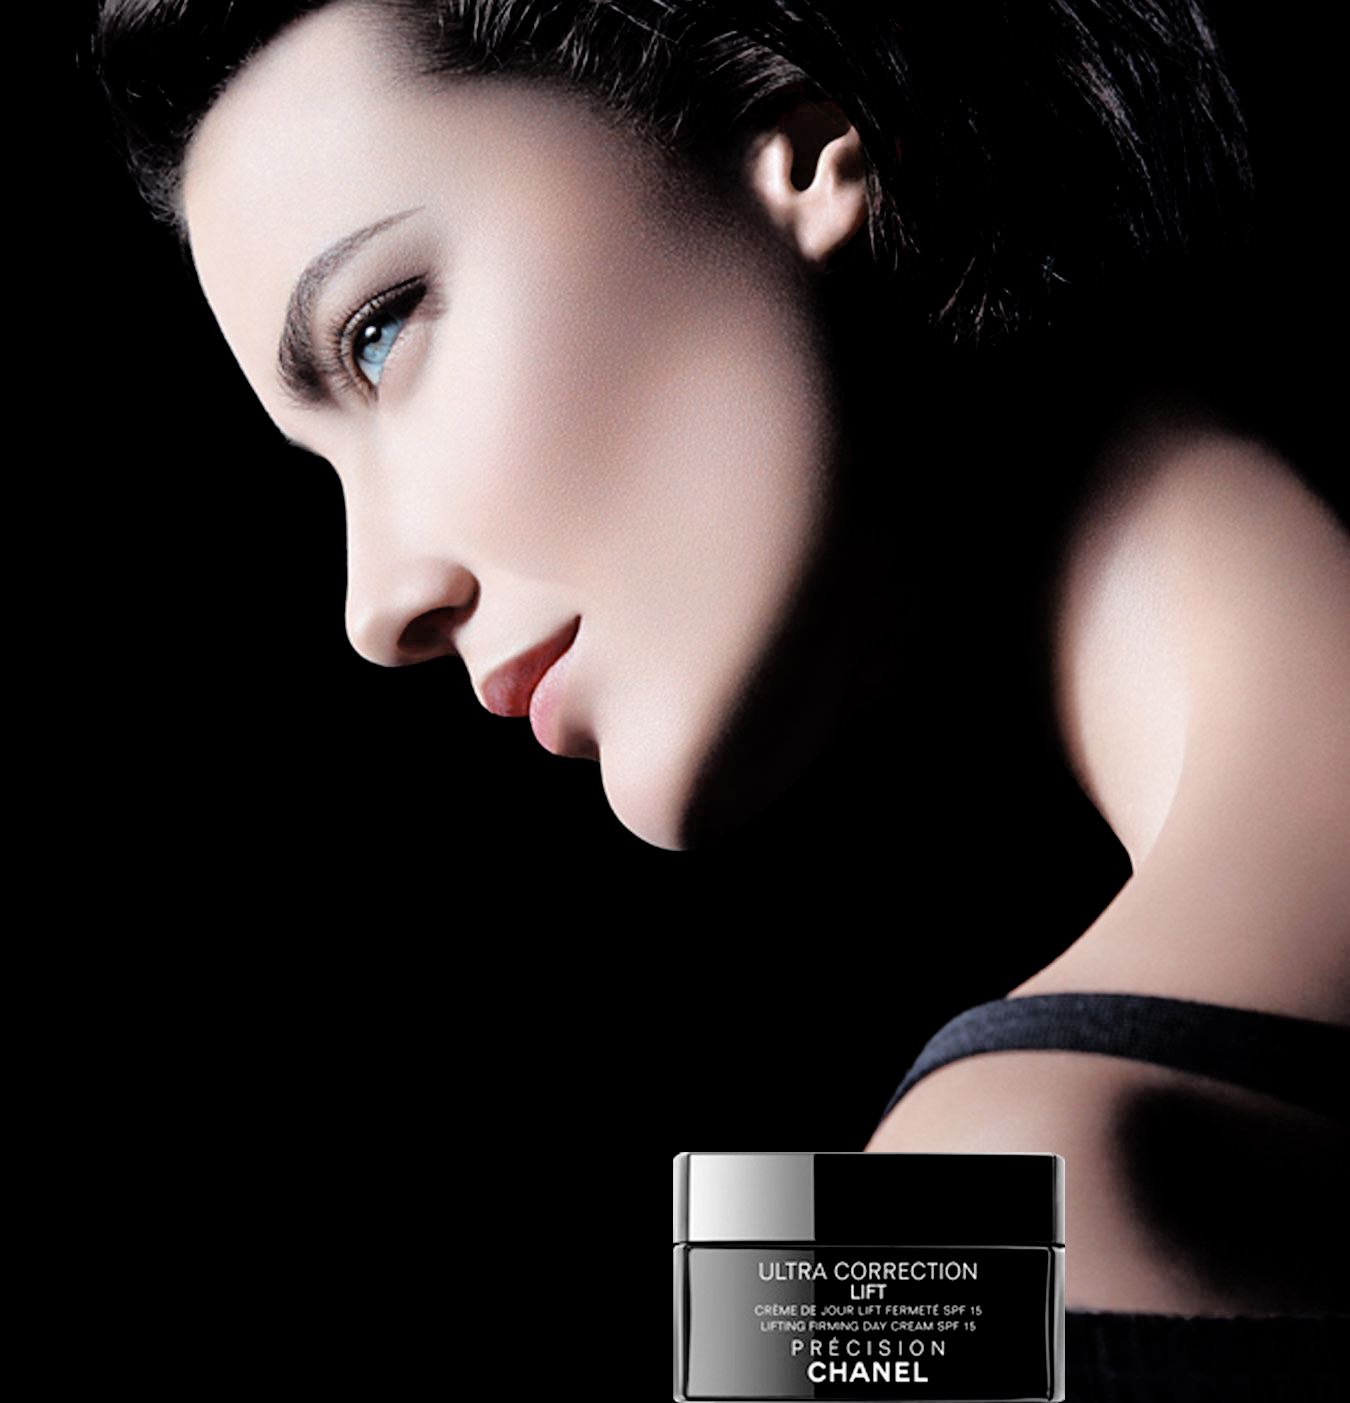 ULTRA CORRECTION
LIFT
CRÈME DE JOUR LIFT FERMETÉ SPF 15
LIFTING FIRMING DAY CREAM SPF 15
PRÉCISION
CHANEL